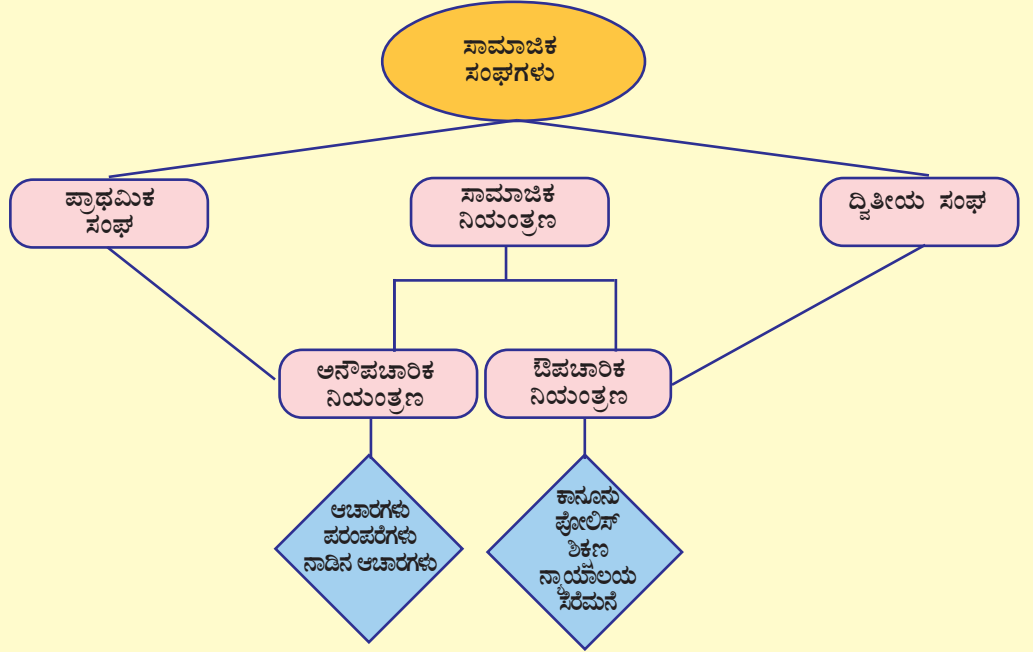 ಸಾಮಾಜಿಕ
ಸಂಘಗಳು
ಪ್ರಾಥಮಿಕ
ಸಂಘ
ಸಾಮಾಜಿಕ
ನಿಯಂತ್ರಣ
ದ್ವಿತೀಯ ಸಂಘ
ಅನೌಪಚಾರಿಕ
ನಿಯಂತ್ರಣ
ಔಪಚಾರಿಕ
ನಿಯಂತ್ರಣ
ಆಚಾರಗಳು
ಪರಂಪರೆಗಳು
ನಾಡಿನ ಆಚಾರಗಳು
ಕಾನೂನು
ಪೋಲಿಸ್
ಶಿಕ್ಷಣ
ನ್ಯಾಯಾಲಯ
ಸೆರೆಮನೆ